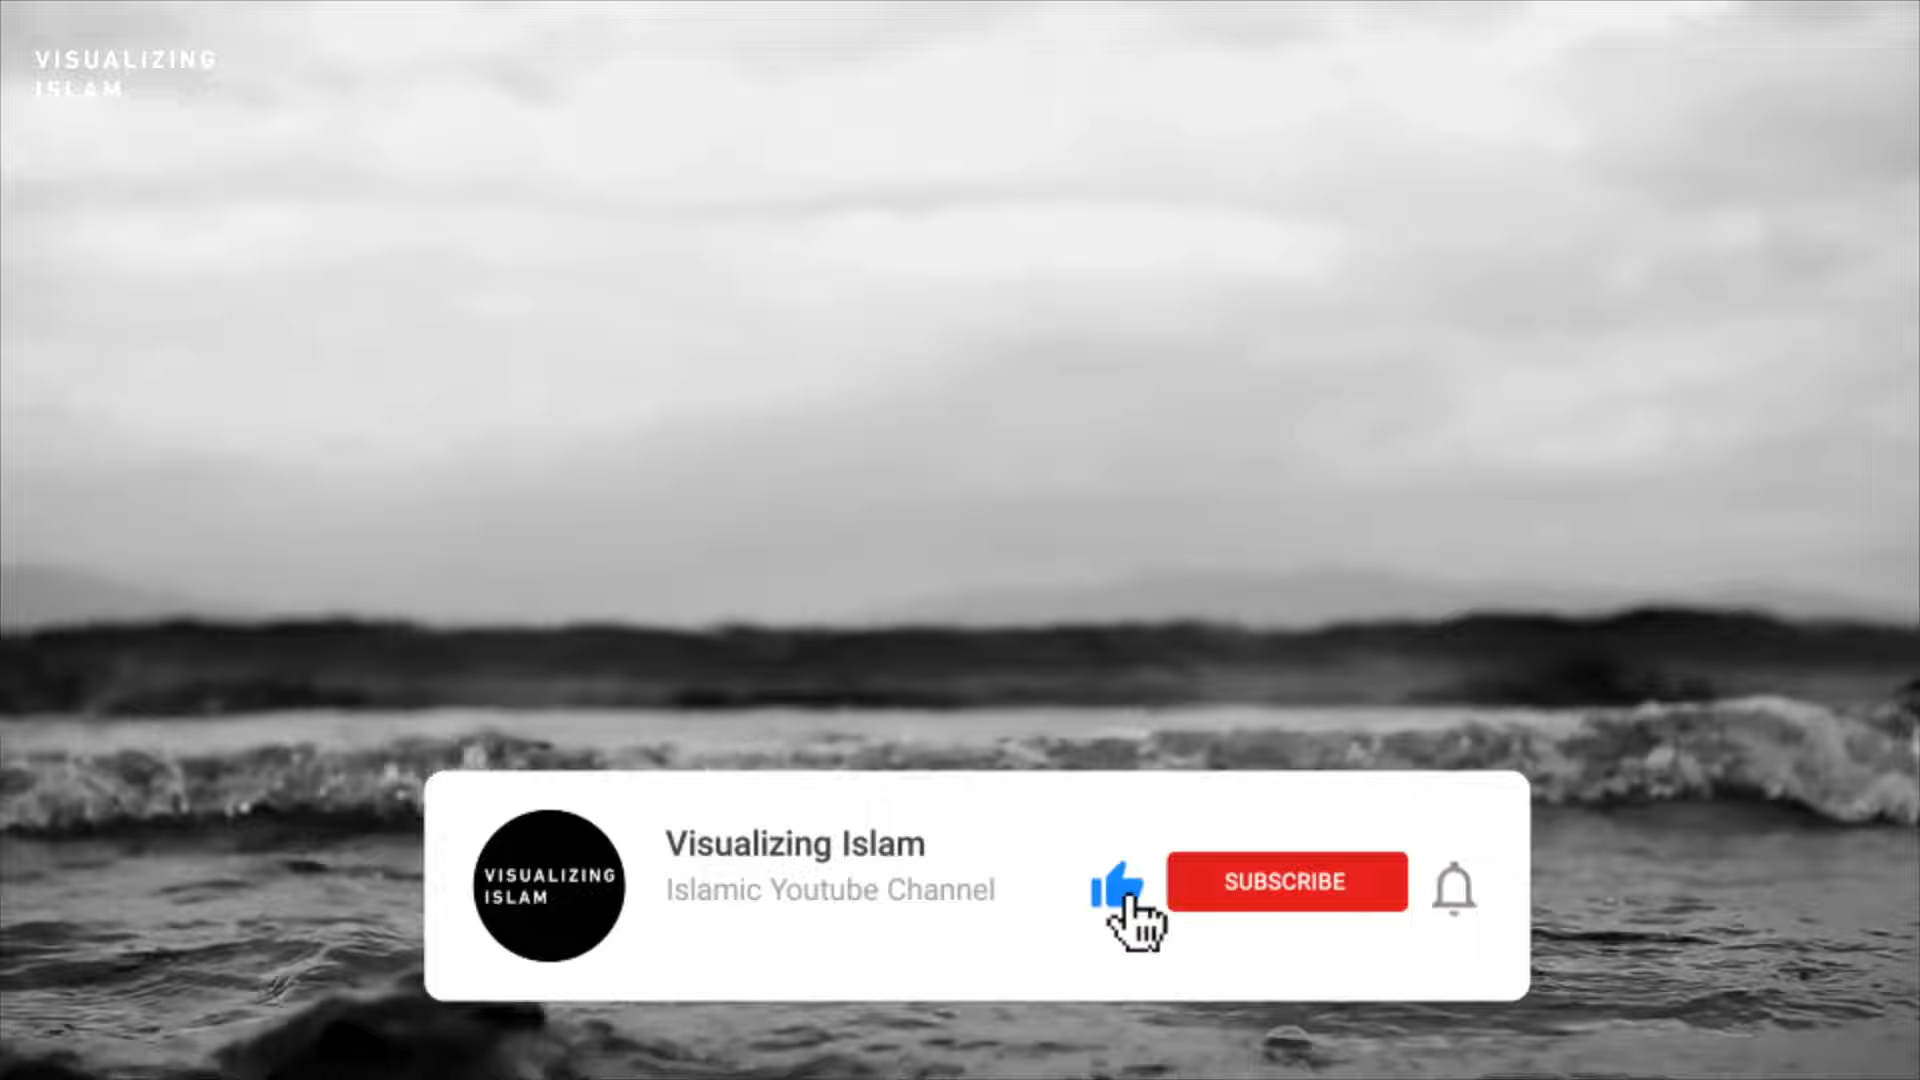 VISUALIZING
ISLAM
VISUALIZING
ISLAM
Visualizing Islam
Islamic Youtube Channel
SUBSCRIBE